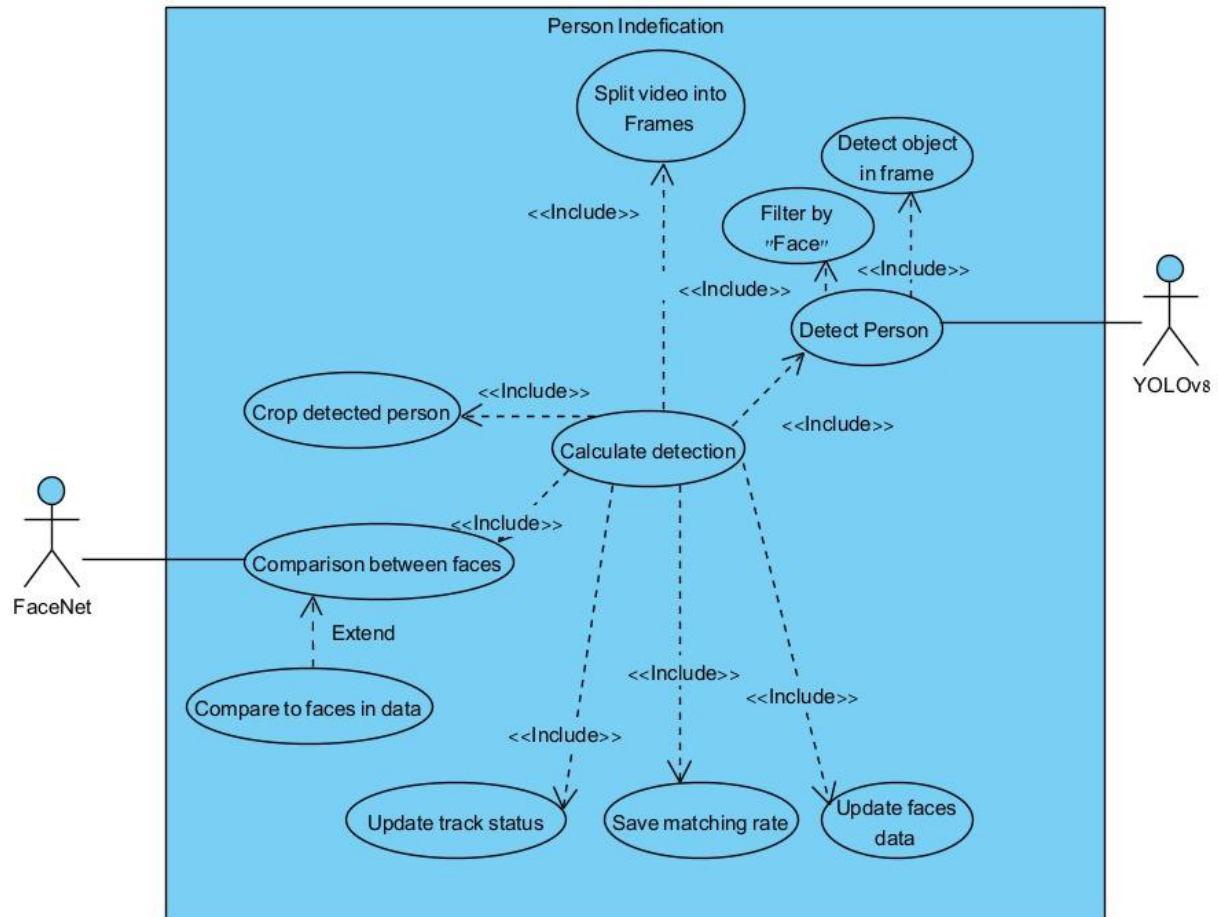 Person Indefication
Split video into
Frames
Detect object
in frame
<<Include>>
Filter by
"Face"
<<Include>>
<<Include>>
Detect Person
YOLOv8
<<Include>>
Crop detected person
<<Include>>
Calculate detection
<<Include>>
Comparison between faces
FaceNet
Extend
Compare to faces in data
<<Include>>
<<Include>>
<<Include>>
Update track status
Save matching rate
Update faces
data